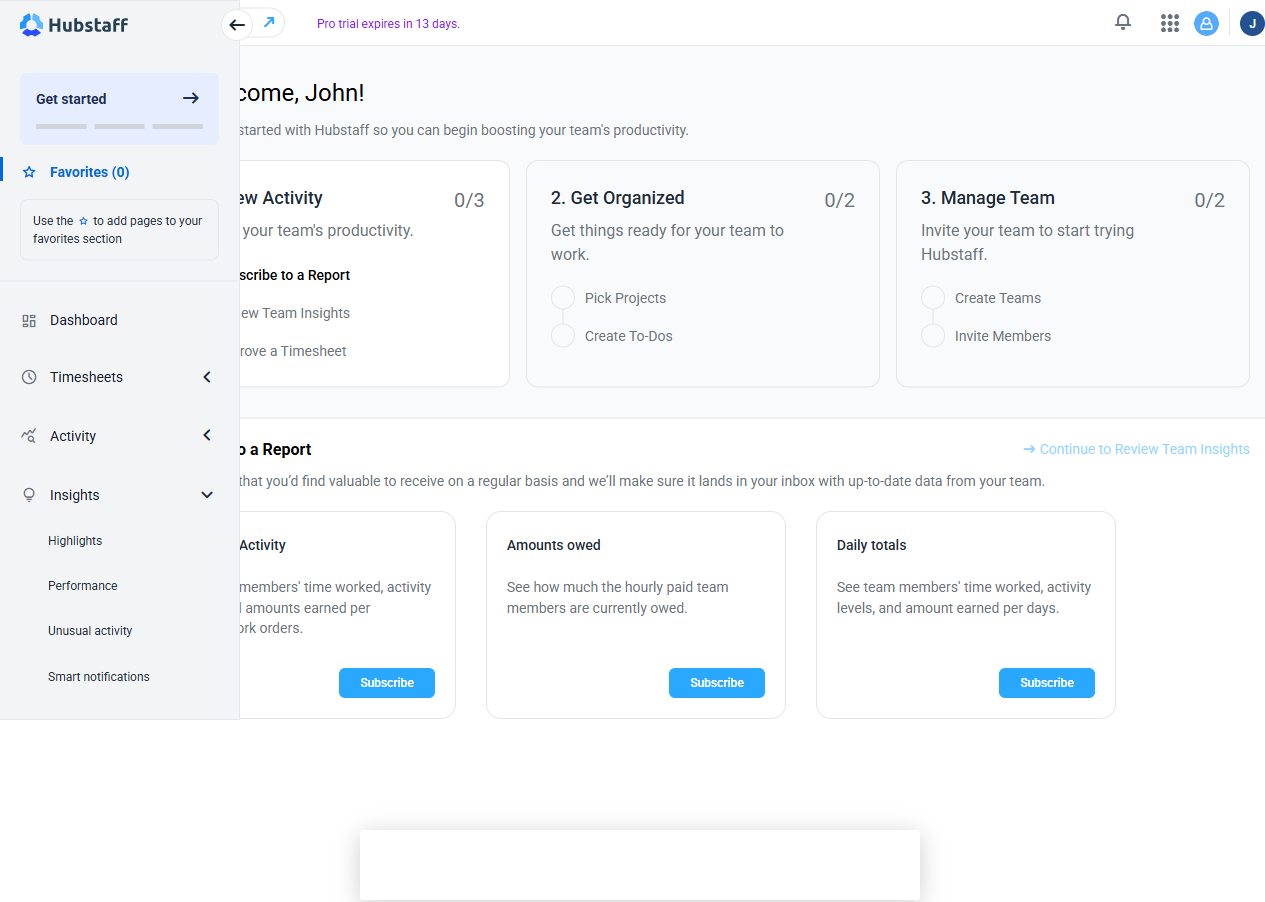 Hubstaff
Pro trial expires in 13 days.
J
Get started
Favorites (0)
Use the to add pages to your
favorites section
Dashboard
Timesheets
Activity
Insights
Highlights
Performance
Unusual activity
Smart notifications
come, John!
started with Hubstaff so you can begin boosting your team's productivity.
ew Activity
0/3
your team's productivity.
scribe to a Report
ew Team Insights
rove a Timesheet
2. Get Organized
0/2
Get things ready for your team to
work.
Pick Projects
Create To-Dos
3. Manage Team
0/2
Invite your team to start trying
Hubstaff.
Create Teams
Invite Members
o a Report
→ Continue to Review Team Insights
that you’d find valuable to receive on a regular basis and we’ll make sure it lands in your inbox with up-to-date data from your team.
Activity
members' time worked, activity
amounts earned per
ork orders.
Subscribe
Amounts owed
See how much the hourly paid team
members are currently owed.
Subscribe
Daily totals
See team members' time worked, activity
levels, and amount earned per days.
Subscribe